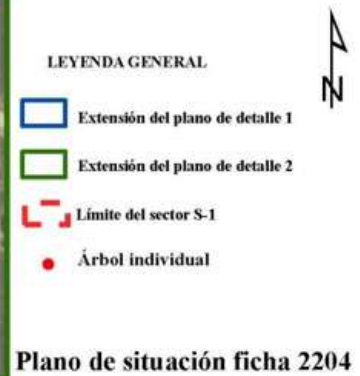 N
LEYENDA GENERAL
Extensión del plano de detalle 1
Extensión del plano de detalle 2
Límite del sector S-1
Árbol individual
Plano de situación ficha 2204